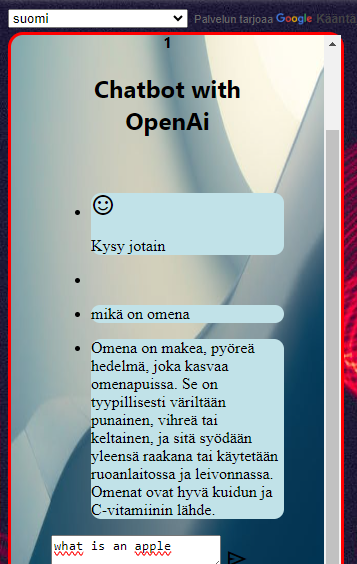 suomi Palvelun tarjoaa Google Kääntä
1
Chatbot with
OpenAi
Kysy jotain
mikä on omena
Omena on makea, pyöreä
hedelmä, joka kasvaa
omenapuissa. Se on
tyypillisesti väriltään
punainen, vihreä tai
keltainen, ja sitä syödään
yleensä raakana tai käytetään
ruoanlaitossa ja leivonnassa.
Omenat ovat hyvä kuidun ja
C-vitamiinin lähde.
what is an apple